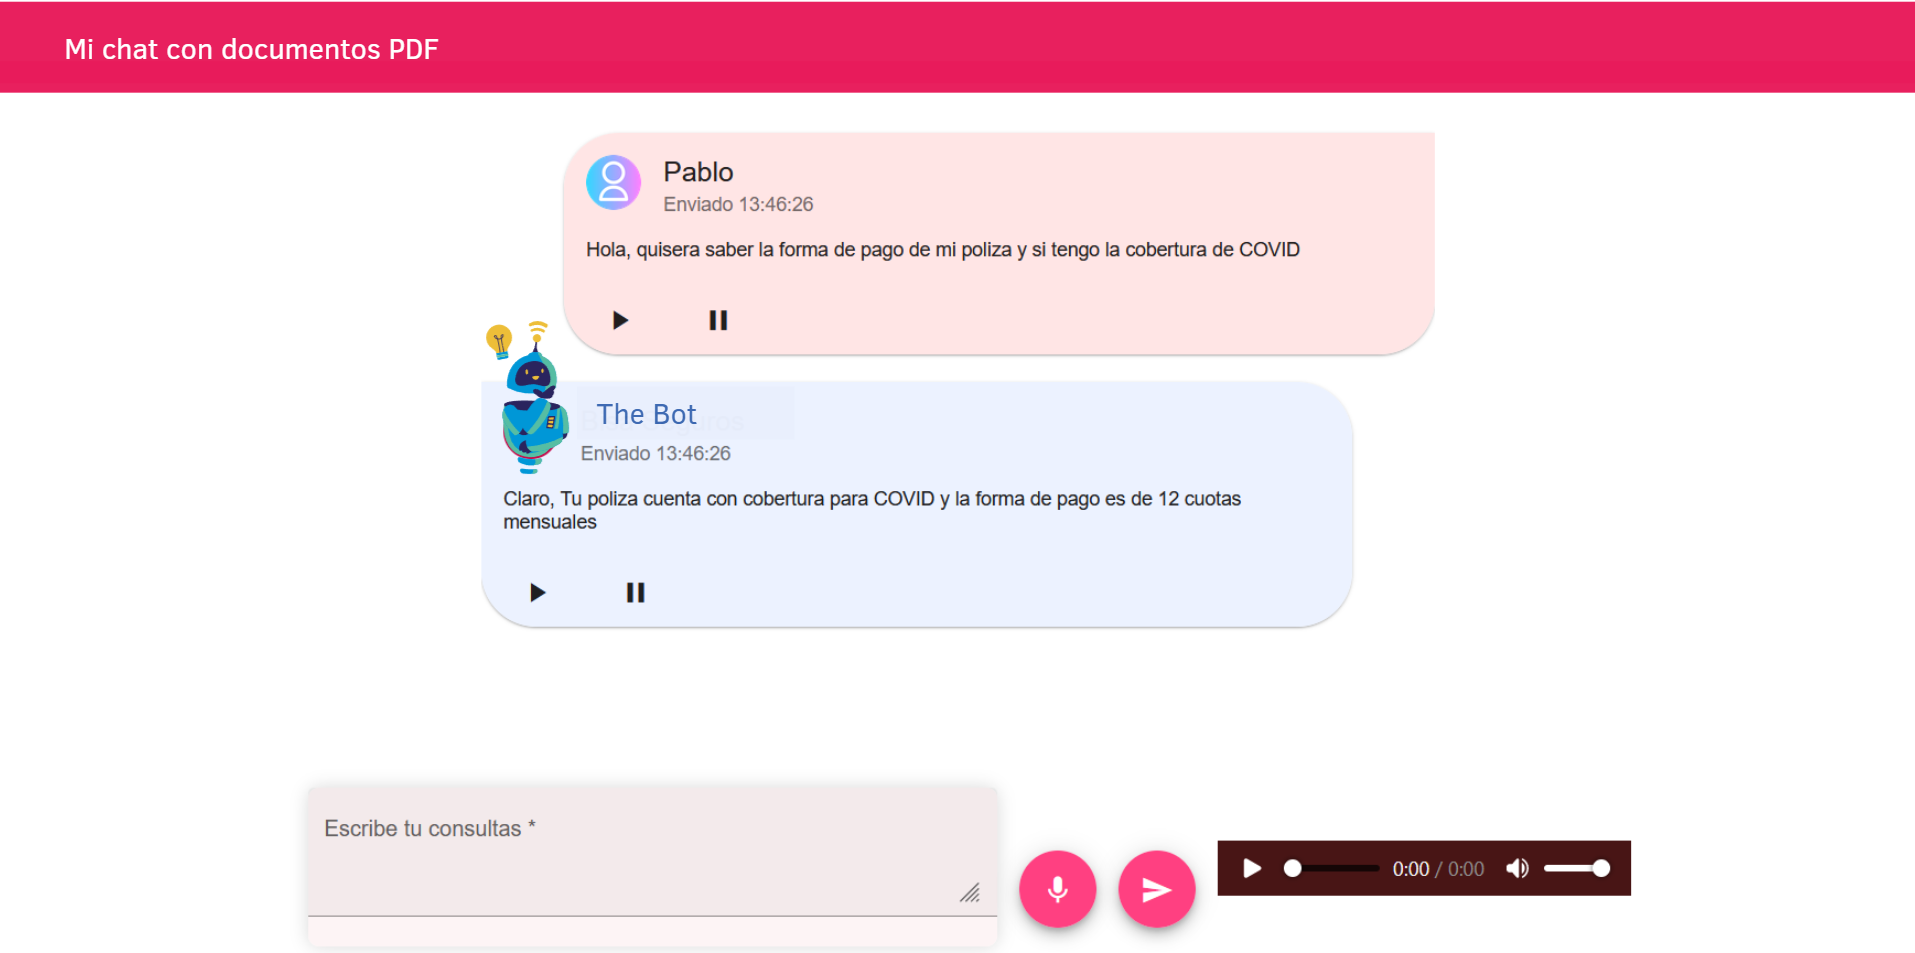 Mi chat con documentos PDF
Pablo
Enviado 13:46:26
Hola, quisera saber la forma de pago de mi poliza y si tengo la cobertura de COVID
The Bot
Enviado 13:46:26
Claro, Tu poliza cuenta con cobertura para COVID y la forma de pago es de 12 cuotas
mensuales
Escribe tu consultas *
0:00 / 0:00